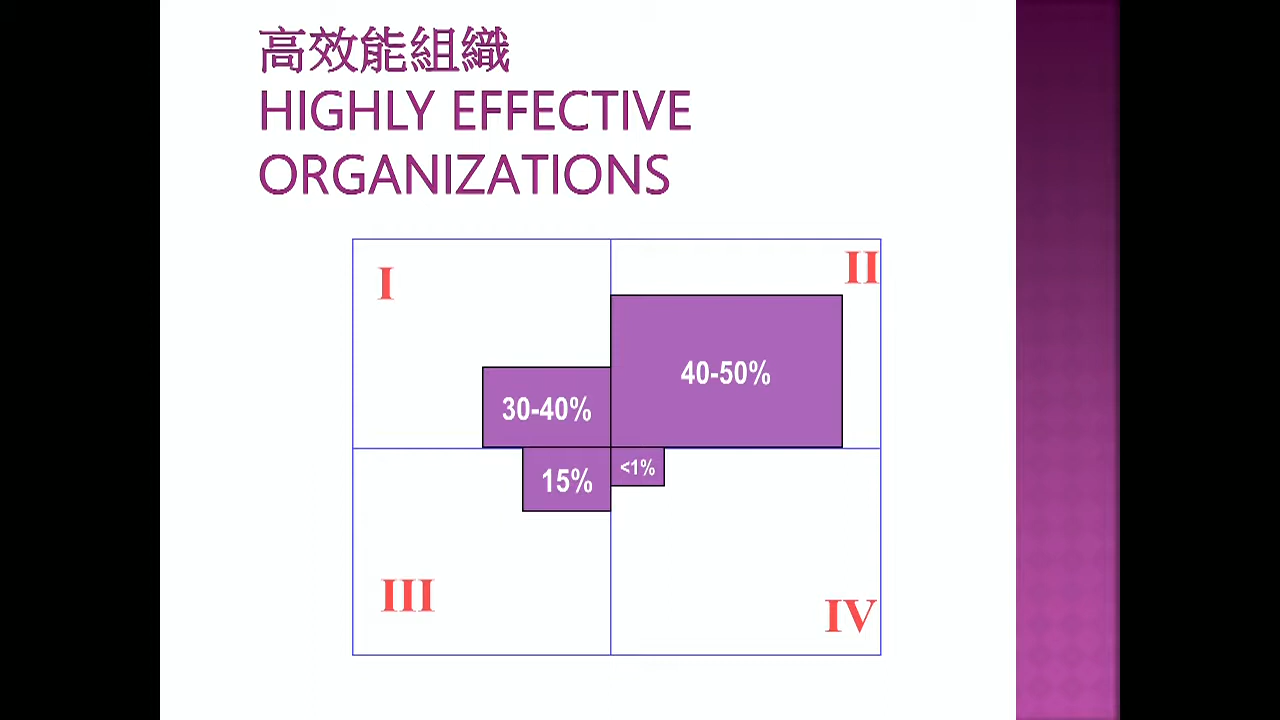 高效能組織
HIGHLY EFFECTIVE
ORGANIZATIONS
I
II
40-50%
30-40%
15%
<1%
III
IV